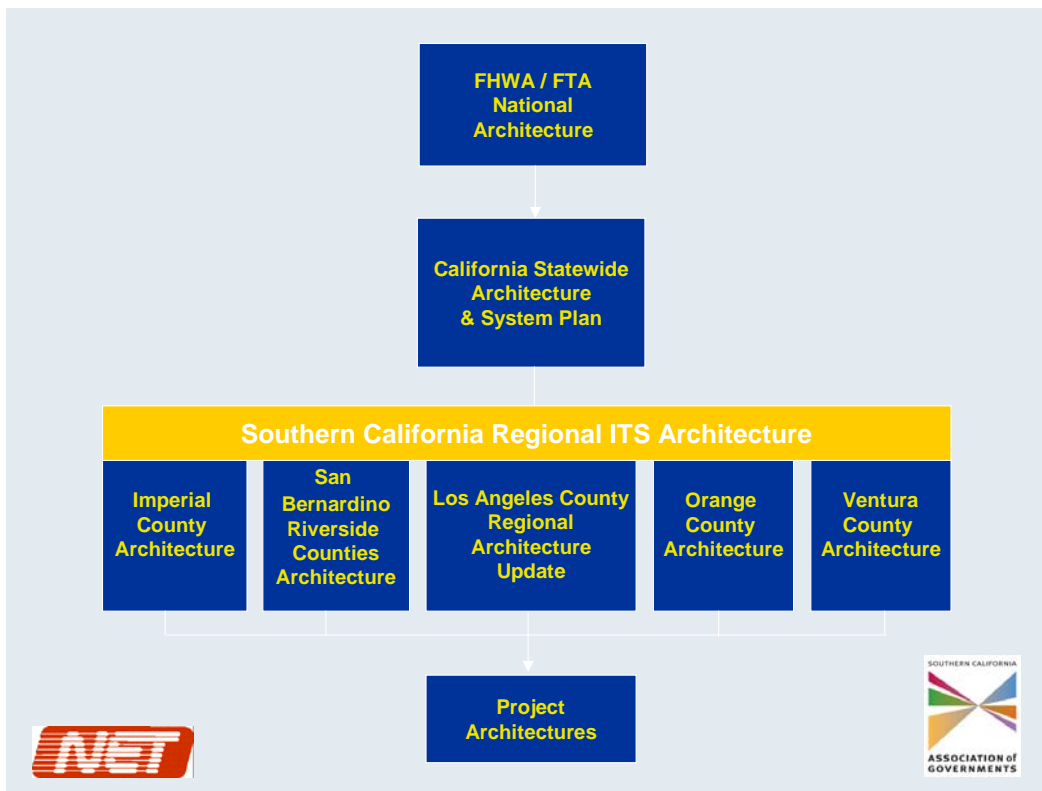 FHWA / FTA
National
Architecture
California Statewide
Architecture
& System Plan
Southern California Regional ITS Architecture
Imperial
County
Architecture
San
Bernardino
Riverside
Counties
Architecture
Los Angeles County
Regional
Architecture
Update
Orange
County
Architecture
Ventura
County
Architecture
Project
Architectures
NET
SOUTHERN CALIFORNIA
ASSOCIATION of
GOVERNMENTS